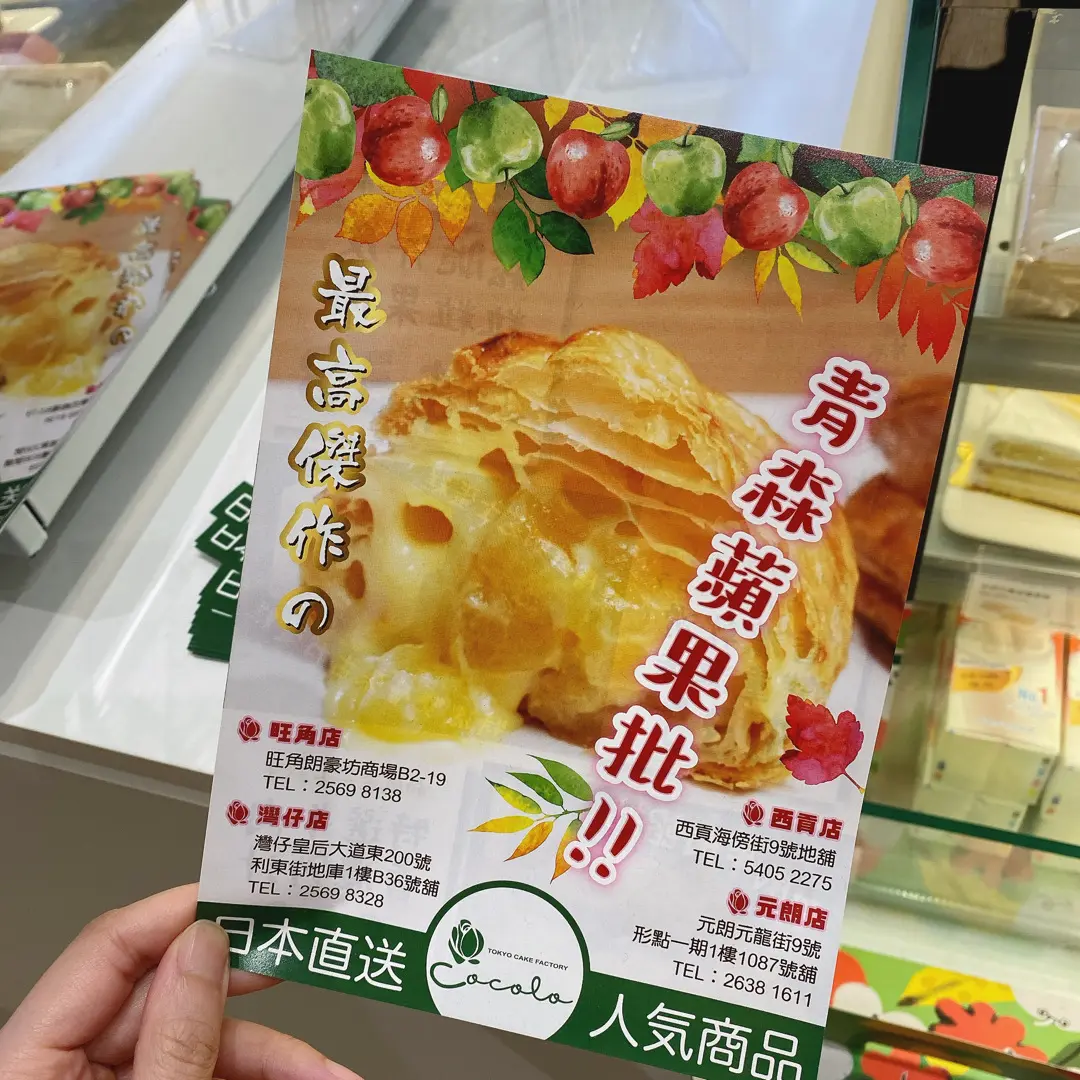 最高傑作の
青森蘋果批!!
旺角店
旺角朗豪坊商場B2-19
TEL：2569 8138
灣仔店
灣仔皇后大道東200號
利東街地庫1樓B36號舖
TEL：2569 8328
西貢店
西貢海傍街9號地舖
TEL：5405 2275
元朗店
元朗元龍街9號
形點一期1樓1087號舖
TEL：2638 1611
日本直送
TOKYO CAKE FACTORY
Cocolo
人気商品
No.1